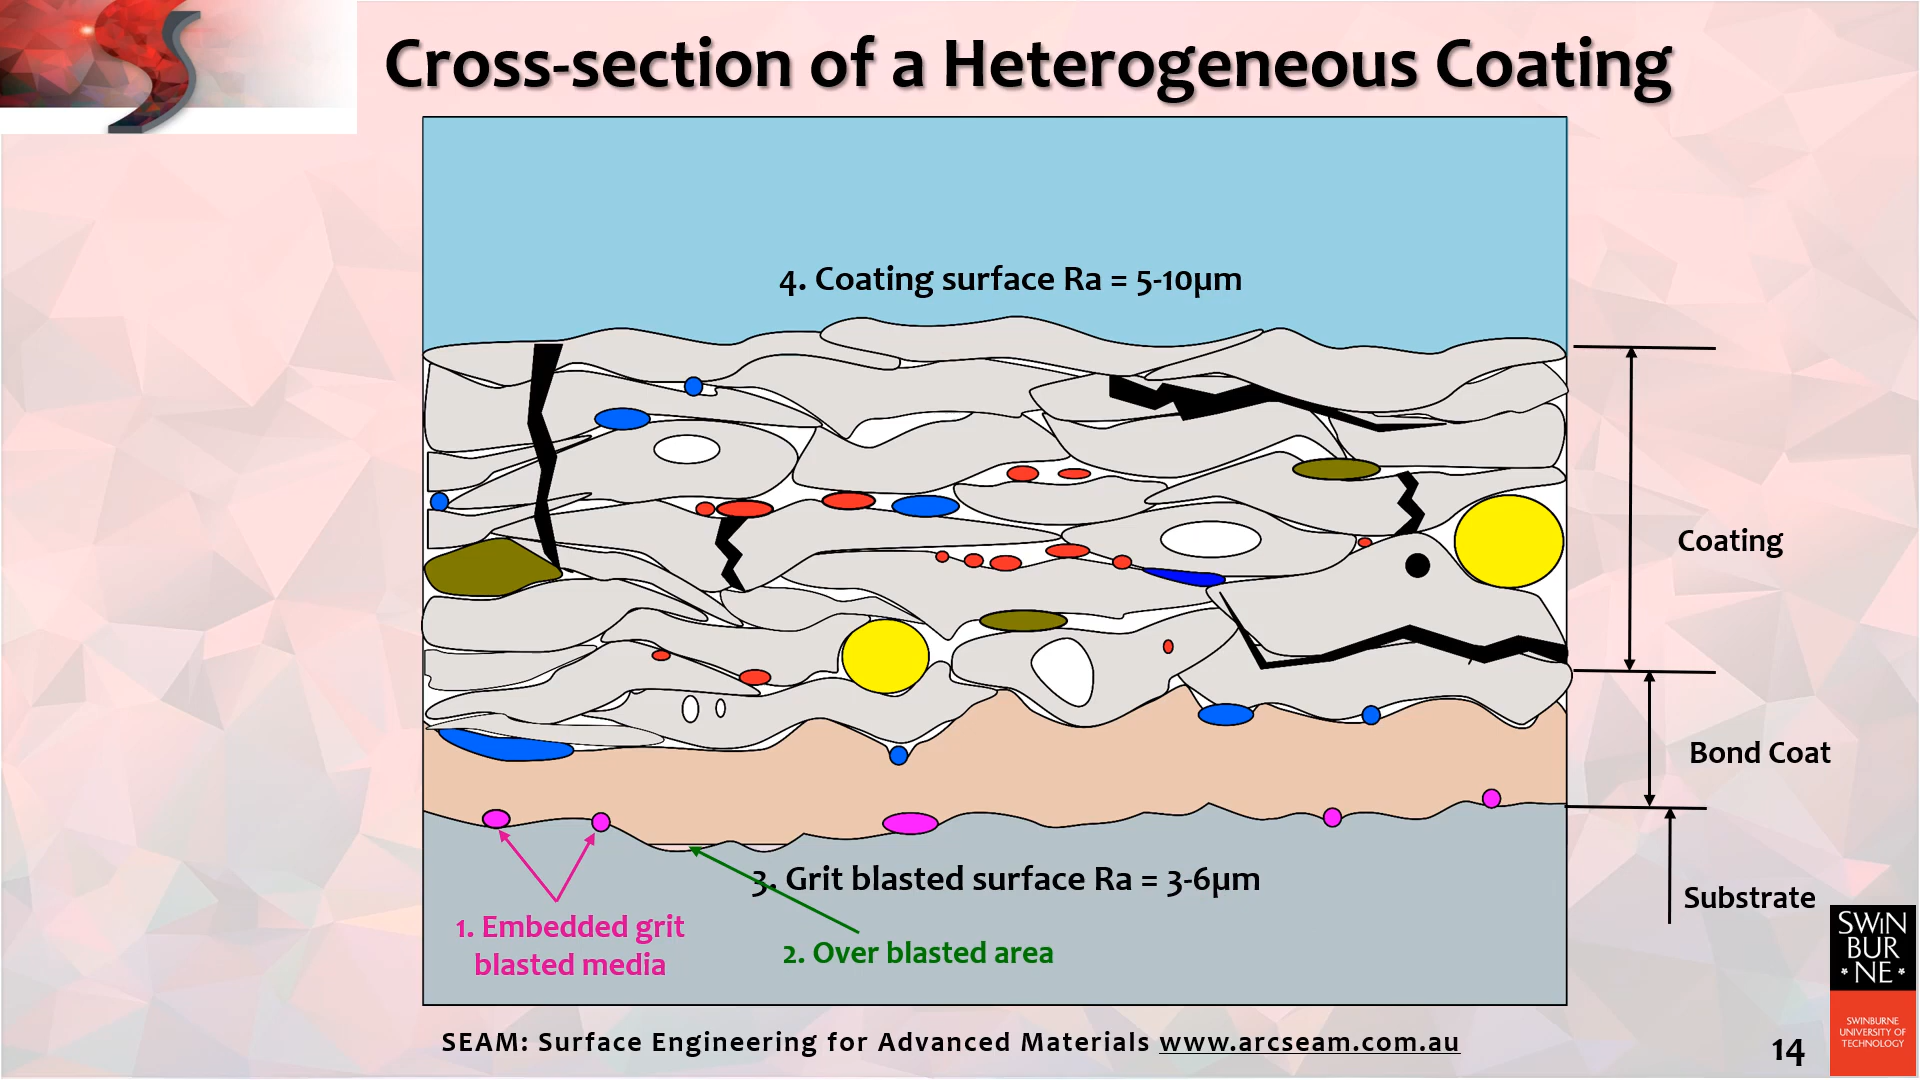 Cross-section of a Heterogeneous Coating
4. Coating surface Ra = 5-10µm
Coating
Bond Coat
Substrate
3. Grit blasted surface Ra = 3-6µm
1. Embedded grit
blasted media
2. Over blasted area
SEAM: Surface Engineering for Advanced Materials www.arcseam.com.au
14
SWIN
BUR
* NE *
SWINBURNE
UNIVERSITY OF
TECHNOLOGY